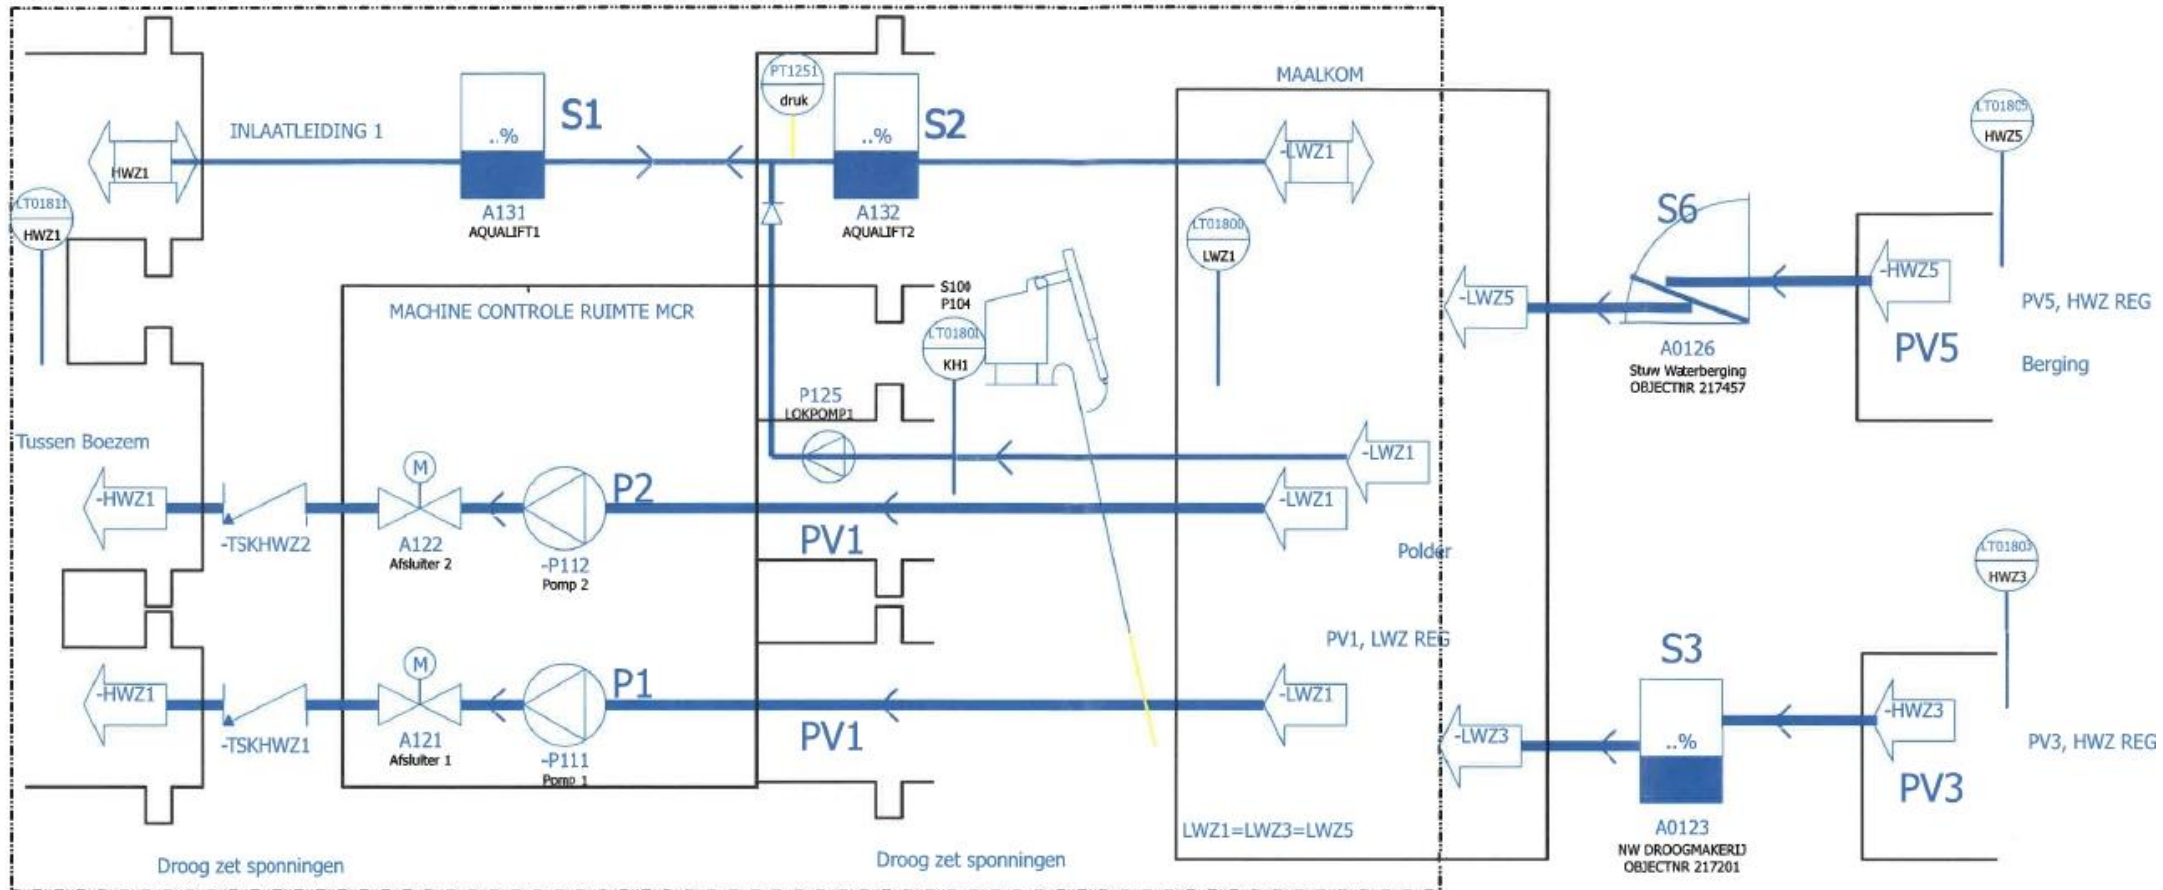 MAALKOM
PT1251
druk
S1
..%
S2
..%
LT01805
HWZ5
INLAATLEIDING 1
-LWZ1
HWZ1
LT01811
HWZ1
A131
AQUALIFT1
A132
AQUALIFT2
S6
LT01800
LWZ1
-HWZ5
-LWZ5
PV5, HWZ REG
PV5
Berging
MACHINE CONTROLE RUIMTE MCR
S100
P104
LT01801
KH1
A0126
Stuw Waterberging
OBJECTNR 217457
P125
LOKPOMP1
Tussen Boezem
-LWZ1
M
P2
-HWZ1
-LWZ1
PV1
-TSKHWZ2
A122
Afsluiter 2
-P112
Pomp 2
Polder
HWZ3
PV1, LWZ REG
S3
M
P1
-HWZ1
-LWZ1
-HWZ3
-LWZ3
..%
PV3, HWZ REG
PV1
-TSKHWZ1
A121
Afsluiter 1
-P111
Pomp 1
PV3
LWZ1=LWZ3=LWZ5
A0123
NW DROOGMAKERIJ
OBJECTNR 217201
Droog zet sponningen
Droog zet sponningen